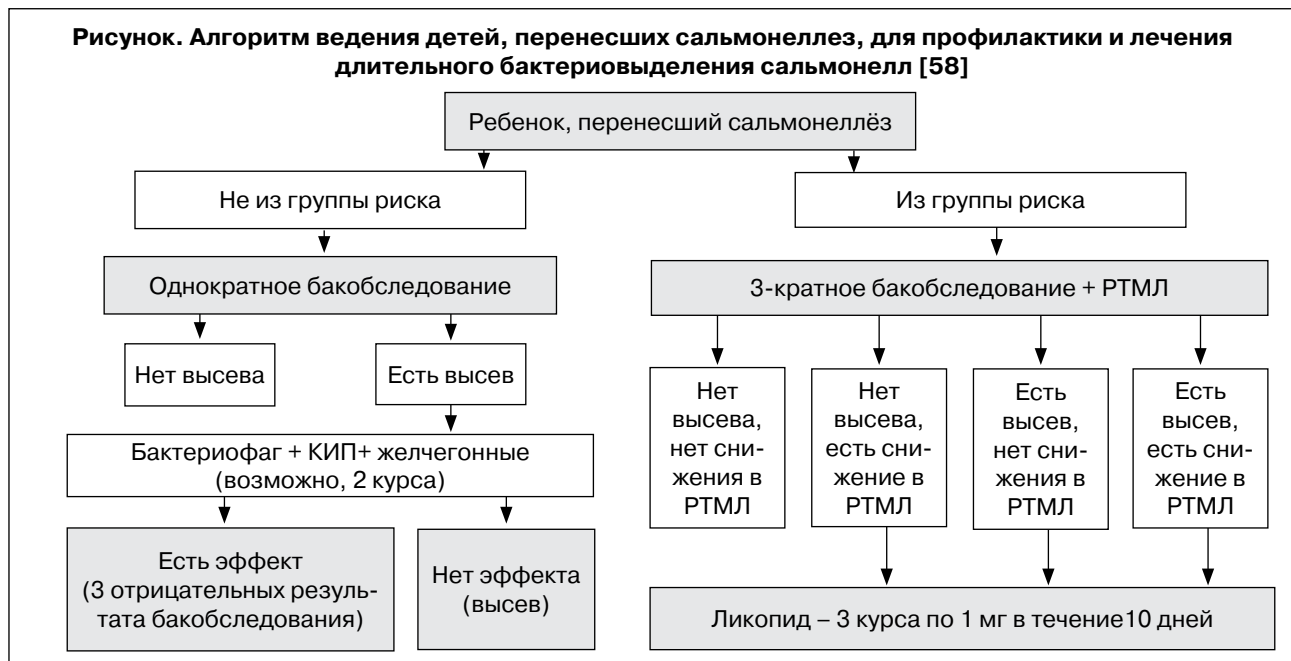 Рисунок. Алгоритм ведения детей, перенесших сальмонеллез, для профилактики и лечения
длительного бактериовыделения сальмонелл [58]
Ребенок, перенесший сальмонеллёз
Не из группы риска
Из группы риска
Однократное бакобследование
3-кратное бакобследование + РТМЛ
Нет высева
Есть высев
Нет
высева,
нет сни-
жения в
РТМЛ
Нет
высева,
есть сни-
жение в
РТМЛ
Есть
высев,
нет сни-
жения в
РТМЛ
Есть
высев,
есть сни-
жение в
РТМЛ
Бактериофаг + КИП+ желчегонные
(возможно, 2 курса)
Есть эффект
(3 отрицательных резуль-
тата бакобследования)
Нет эффекта
(высев)
Ликопид – 3 курса по 1 мг в течение10 дней